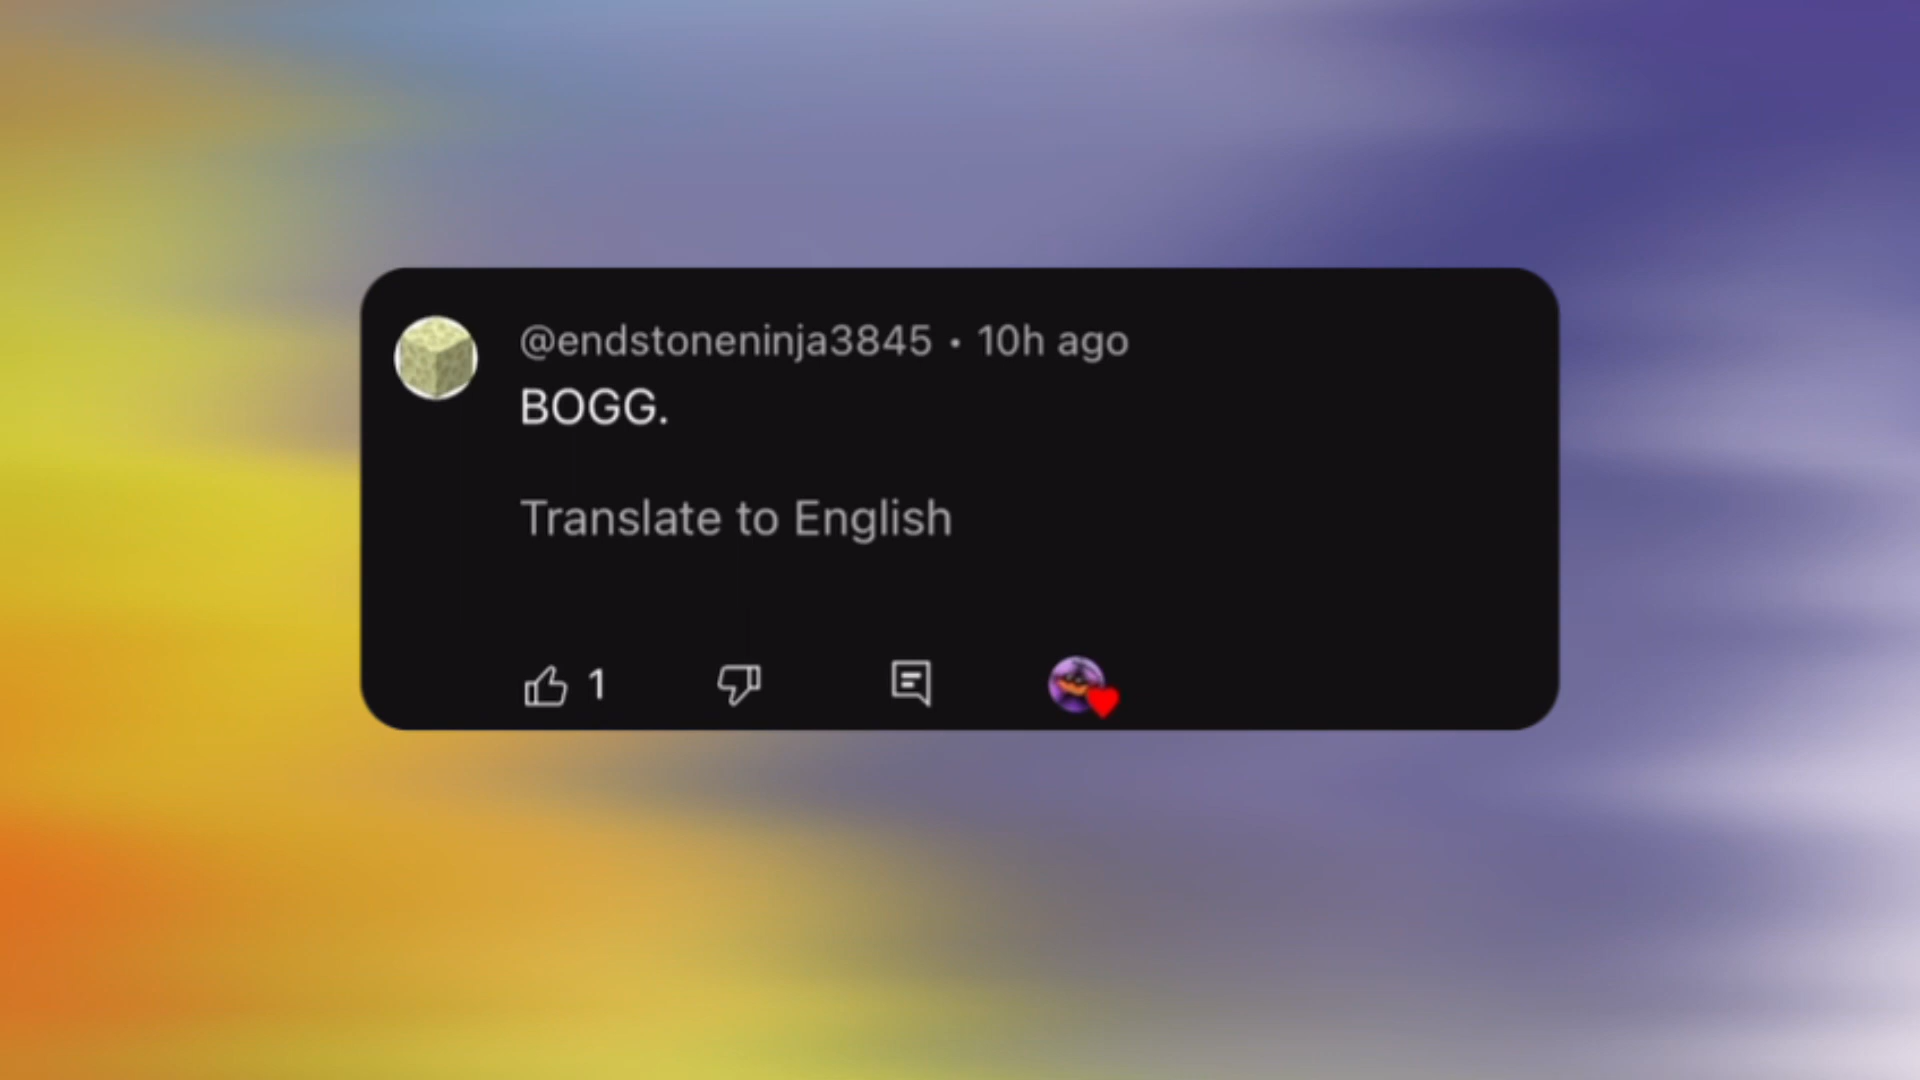 @endstoneninja3845 • 10h ago
BOGG.
Translate to English
1